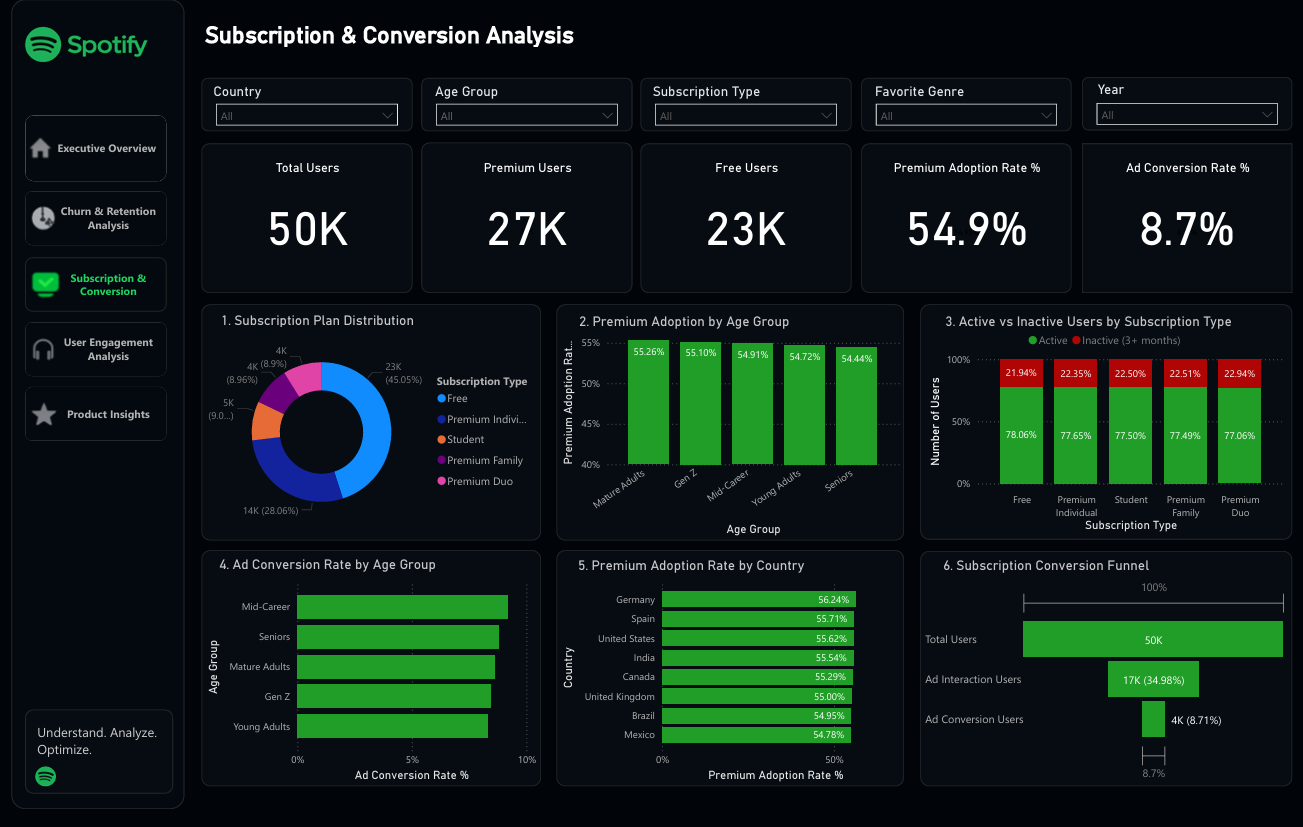 Spotify
Subscription & Conversion Analysis
Country
All
Age Group
All
Subscription Type
All
Favorite Genre
All
Year
All
Executive Overview
Churn & Retention
Analysis
Subscription &
Conversion
User Engagement
Analysis
Product Insights
Understand. Analyze.
Optimize.
Total Users
50K
Premium Users
27K
Free Users
23K
Premium Adoption Rate %
54.9%
Ad Conversion Rate %
8.7%
1. Subscription Plan Distribution
4K
(8.9%)
4K
(8.96%)
5K
(9.0...)
23K
(45.05%)
14K (28.06%)
Subscription Type
Free
Premium Indivi...
Student
Premium Family
Premium Duo
2. Premium Adoption by Age Group
Premium Adoption Rat...
55%
50%
45%
40%
55.26%
55.10%
54.91%
54.72%
54.44%
Mature Adults
Gen Z
Mid-Career
Young Adults
Seniors
Age Group
3. Active vs Inactive Users by Subscription Type
Active
Inactive (3+ months)
Number of Users
100%
50%
0%
21.94%
22.35%
22.50%
22.51%
22.94%
78.06%
77.65%
77.50%
77.49%
77.06%
Free
Premium
Individual
Student
Premium
Family
Premium
Duo
Subscription Type
4. Ad Conversion Rate by Age Group
Age Group
Mid-Career
Seniors
Mature Adults
Gen Z
Young Adults
0%
5%
10%
Ad Conversion Rate %
5. Premium Adoption Rate by Country
Country
Germany
56.24%
Spain
55.71%
United States
55.62%
India
55.54%
Canada
55.29%
United Kingdom
55.00%
Brazil
54.95%
Mexico
54.78%
0%
50%
Premium Adoption Rate %
6. Subscription Conversion Funnel
100%
Total Users
50K
Ad Interaction Users
17K (34.98%)
Ad Conversion Users
4K (8.71%)
8.7%